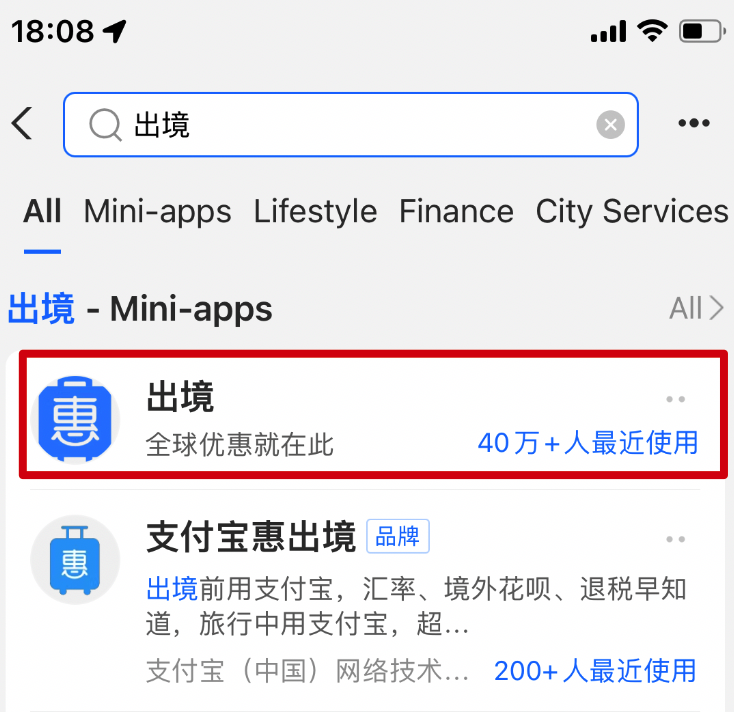 18:08
出境
All Mini-apps Lifestyle Finance City Services
出境 - Mini-apps All
惠 出境
全球优惠就在此 40万+人最近使用
惠 支付宝惠出境 品牌
出境前用支付宝，汇率、境外花呗、退税早知
道，旅行中用支付宝，超...
支付宝（中国）网络技术... 200+人最近使用